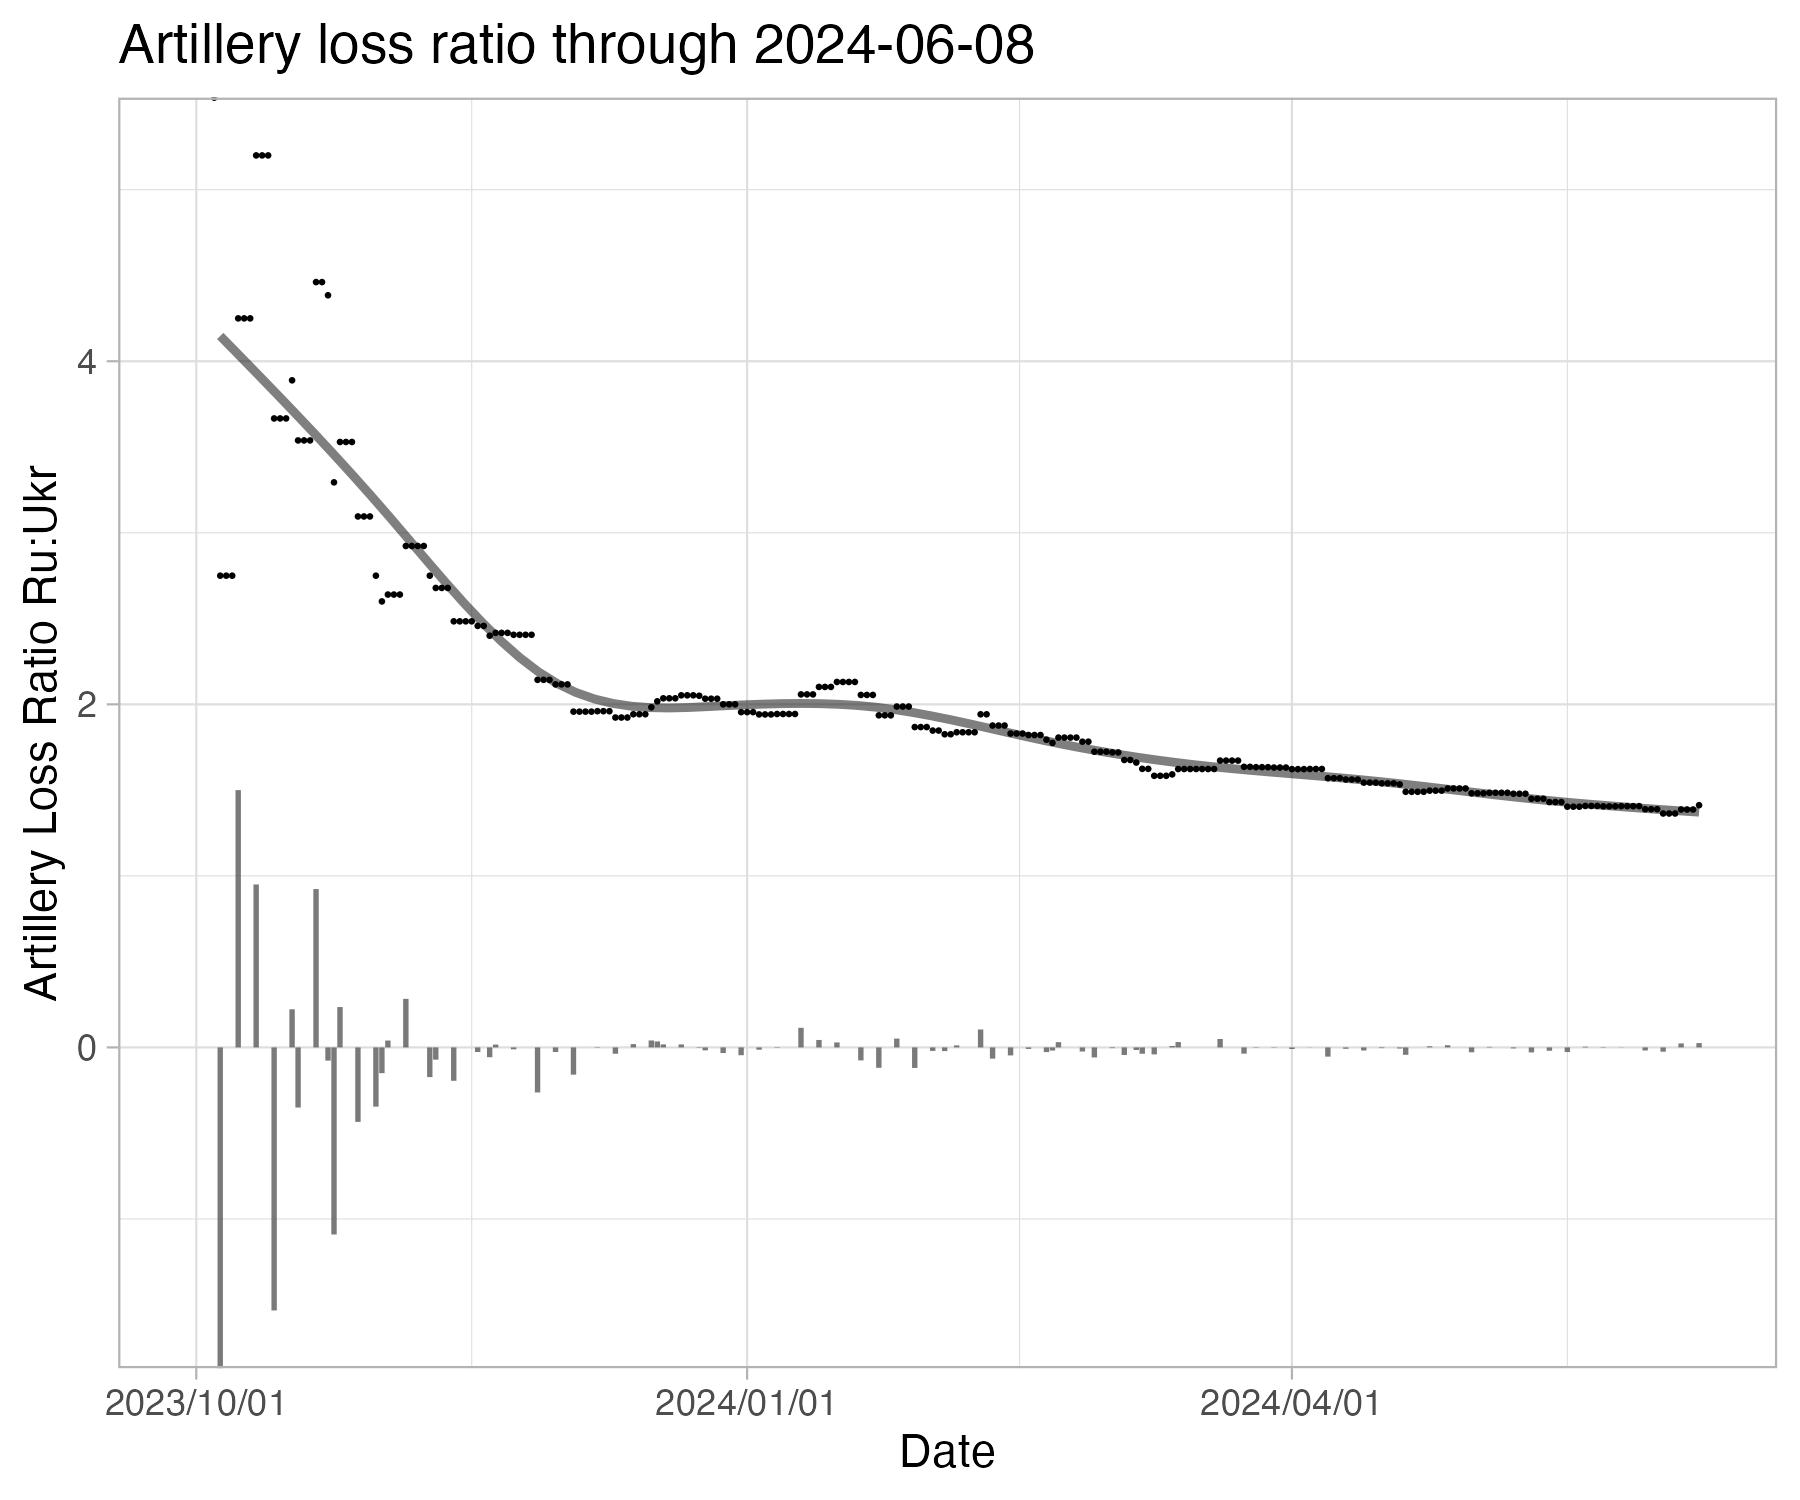 Artillery loss ratio through 2024-06-08
Artillery Loss Ratio Ru:Ukr
4
2
0
2023/10/01
2024/01/01
2024/04/01
Date